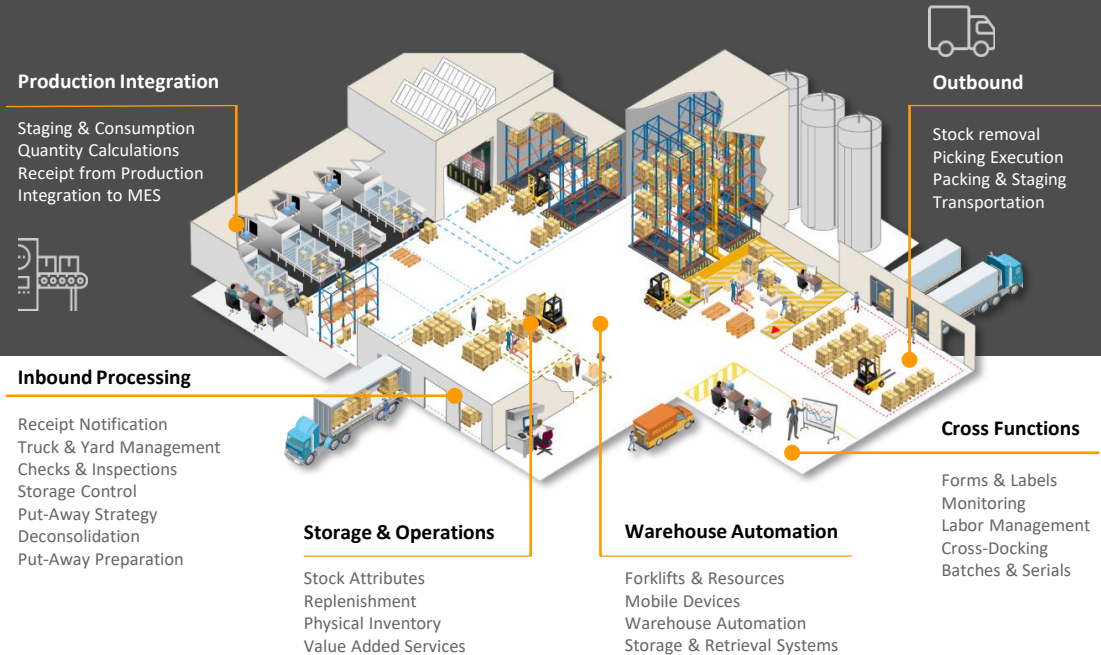 Production Integration
Staging & Consumption
Quantity Calculations
Receipt from Production
Integration to MES
Outbound
Stock removal
Picking Execution
Packing & Staging
Transportation
Inbound Processing
Receipt Notification
Truck & Yard Management
Checks & Inspections
Storage Control
Put-Away Strategy
Deconsolidation
Put-Away Preparation
Storage & Operations
Stock Attributes
Replenishment
Physical Inventory
Value Added Services
Warehouse Automation
Forklifts & Resources
Mobile Devices
Warehouse Automation
Storage & Retrieval Systems
Cross Functions
Forms & Labels
Monitoring
Labor Management
Cross-Docking
Batches & Serials